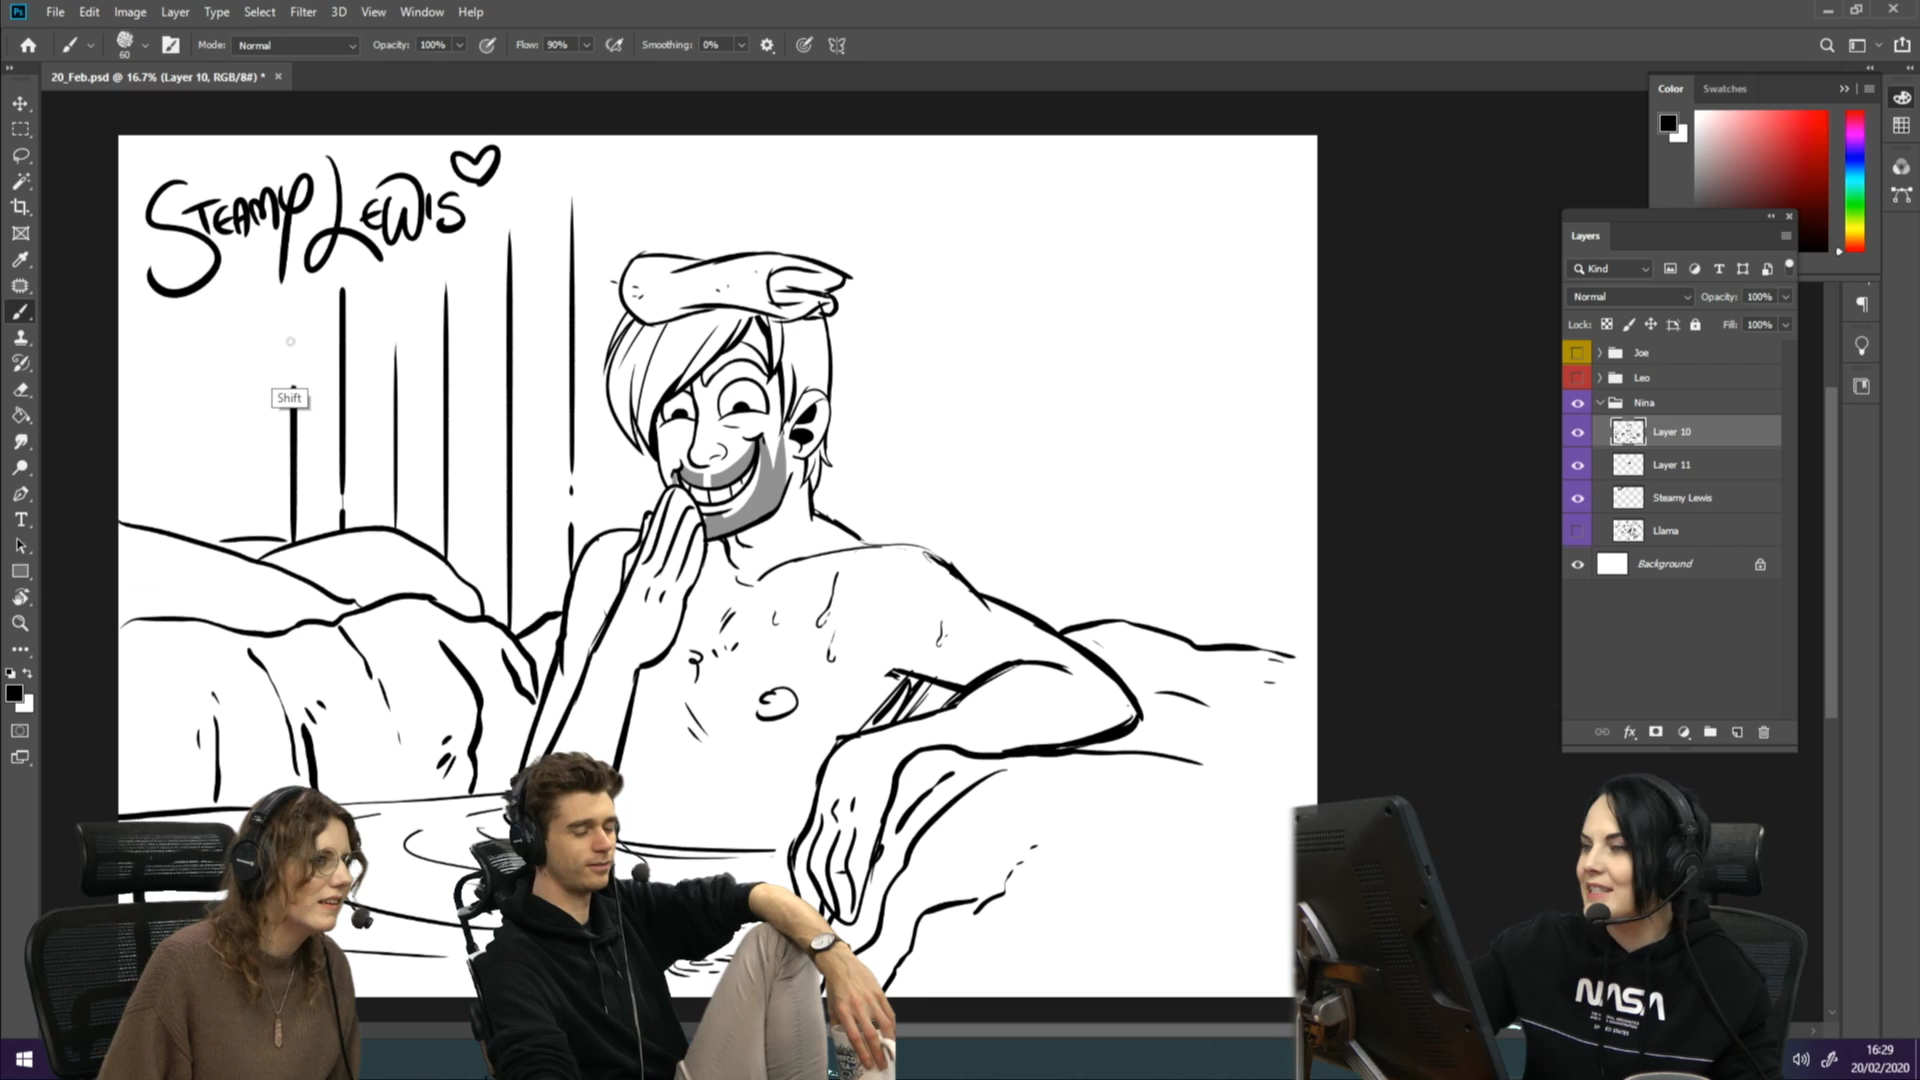 File Edit Image Layer Type Select Filter 3D View Window Help
60 Mode: Normal Opacity: 100% Flow: 90% Smoothing: 0%
20_Feb.psd @ 16.7% (Layer 10, RGB/8#) *
Color Swatches
STEAMY LEWIS
Shift
Layers
Kind
Normal Opacity: 100%
Lock: Fill: 100%
Joe
Leo
Nina
Layer 10
Layer 11
Steamy Lewis
Llama
Background
NASA
16:29
20/02/2020